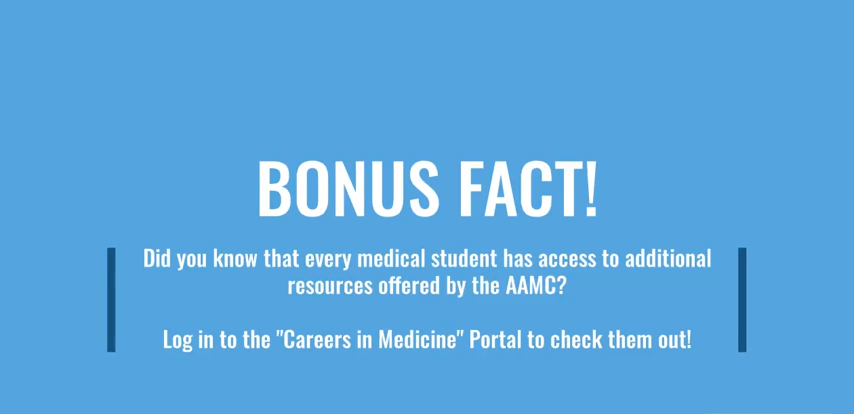 BONUS FACT!
Did you know that every medical student has access to additional
resources offered by the AAMC?
Log in to the "Careers in Medicine" Portal to check them out!